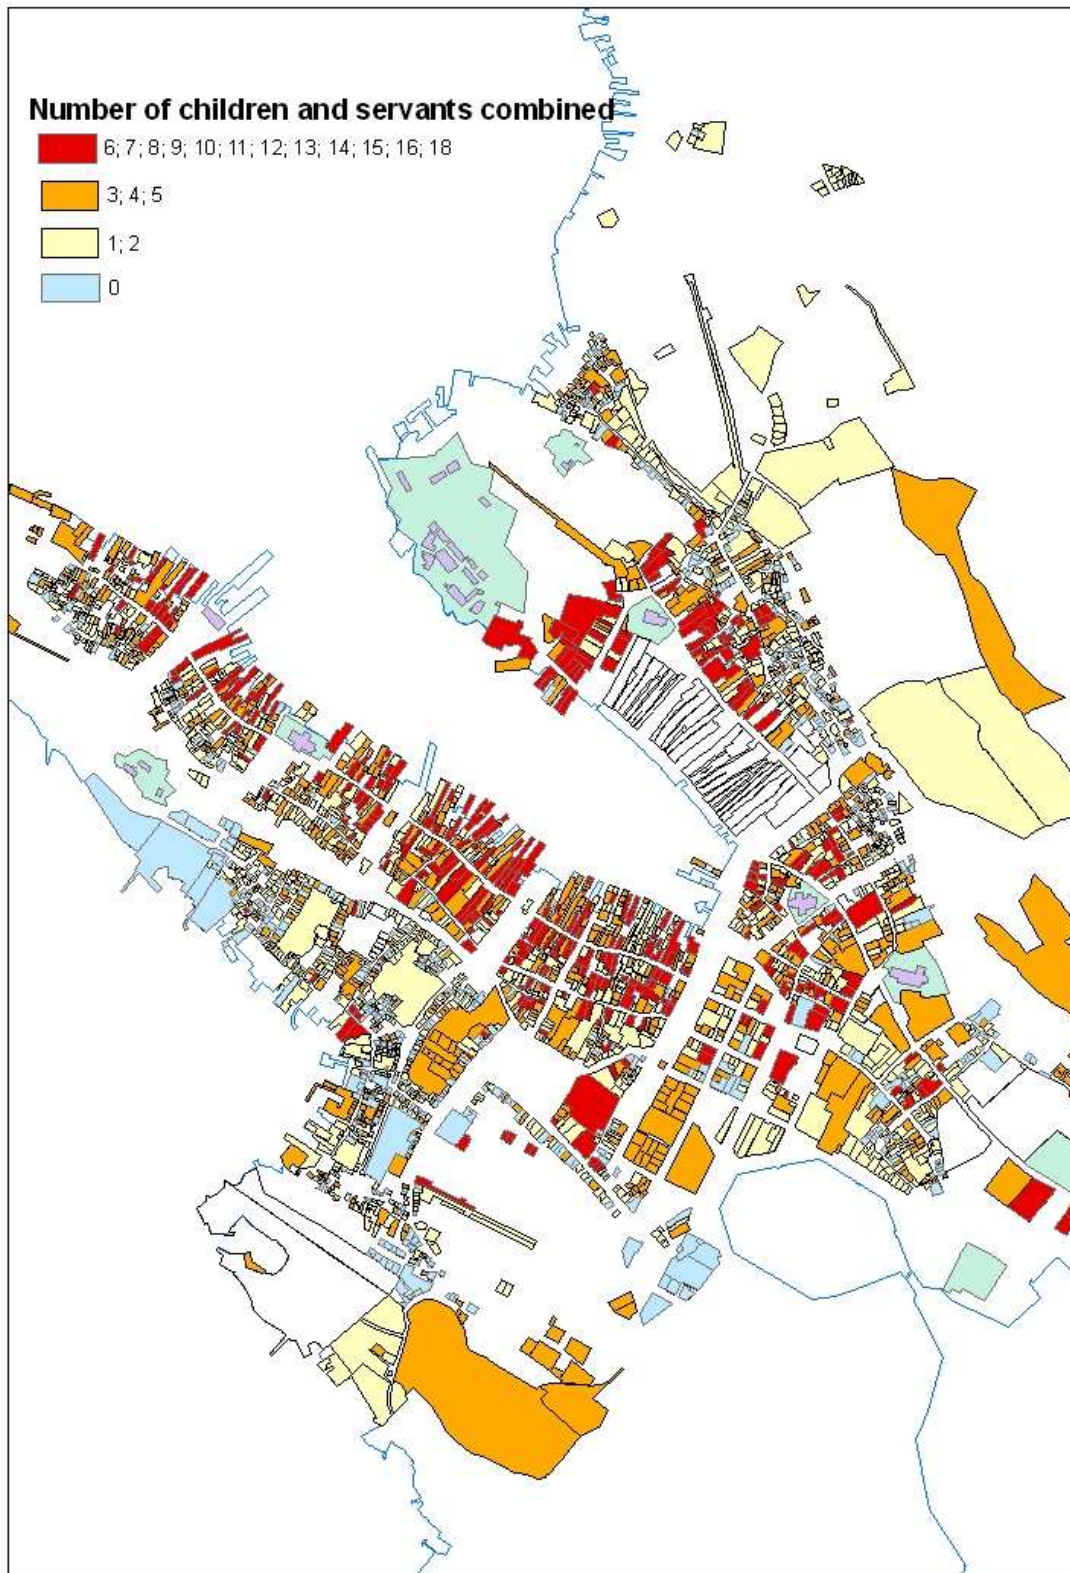 Number of children and servants combined
6; 7; 8; 9; 10; 11; 12; 13; 14; 15; 16; 18
3; 4; 5
1; 2
0